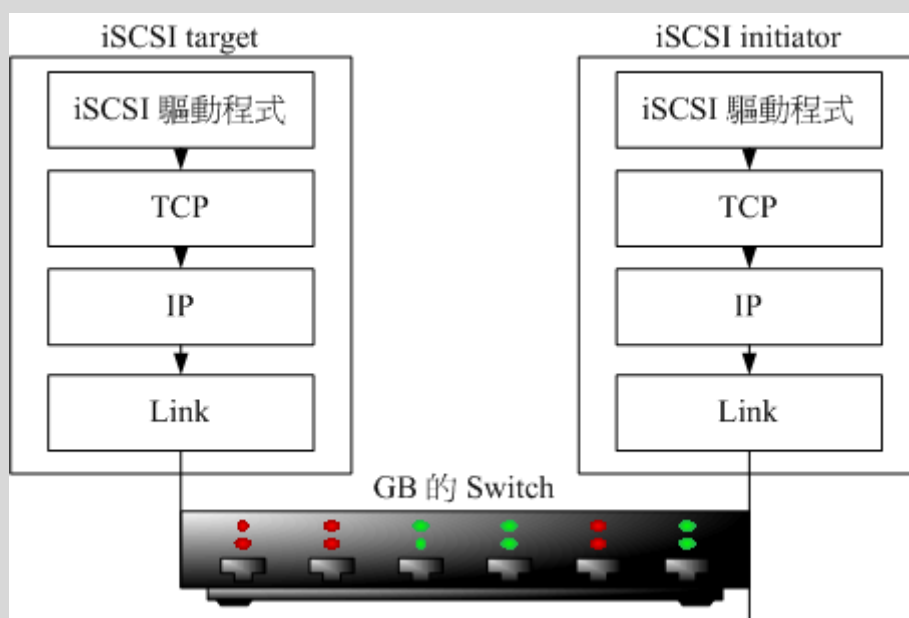 iSCSI target
iSCSI 驅動程式
TCP
IP
Link
iSCSI initiator
iSCSI 驅動程式
TCP
IP
Link
GB 的 Switch